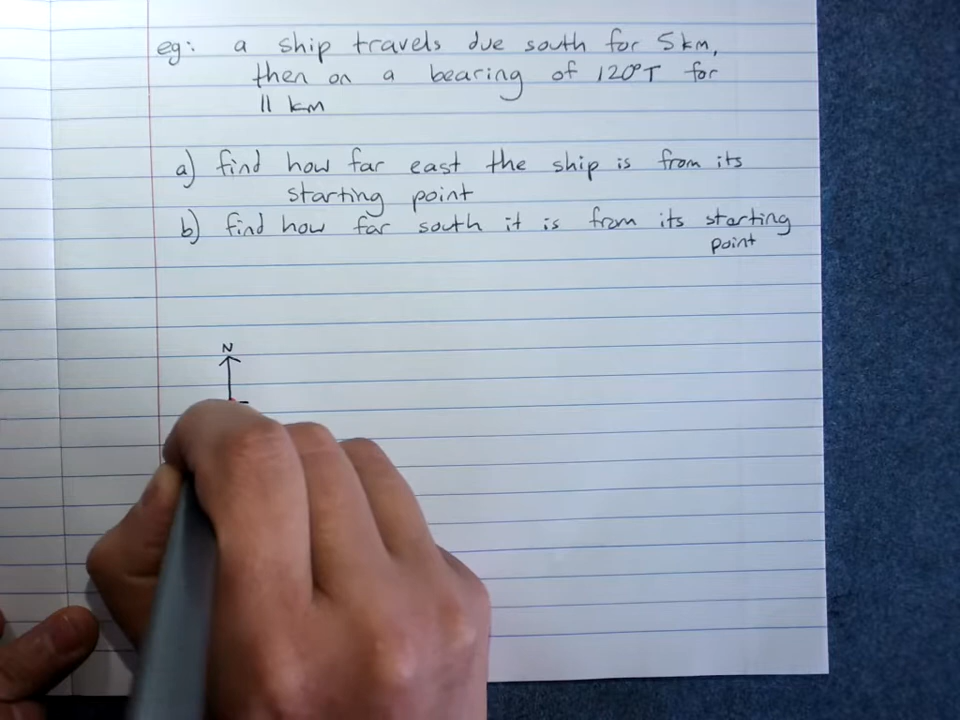 eg: a ship travels due south for 5km,
then on a bearing of 120°T for
11 km
a) find how far east the ship is from its
starting point
b) find how far south it is from its starting
point
N